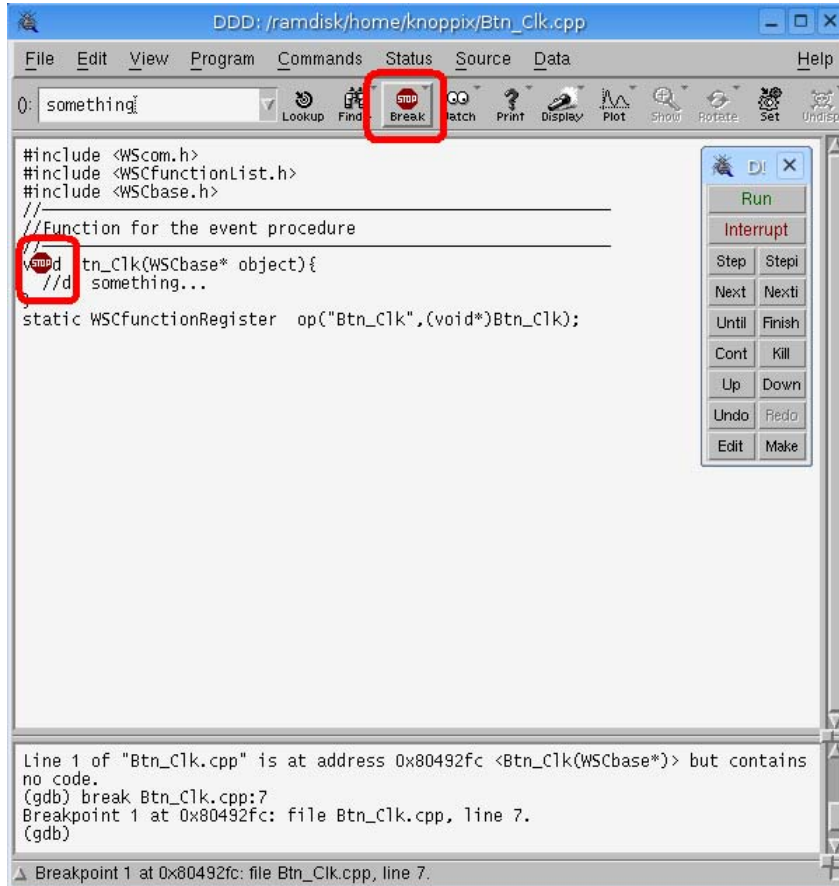 DDD: /ramdisk/home/knoppix/Btn_Clk.cpp
File Edit View Program Commands Status Source Data Help
(): something
Lookup Find Break Watch Print Display Plot Show Rotate Set Undisp
#include <WScom.h>
#include <WSCfunctionList.h>
#include <WSCbase.h>
//
//Function for the event procedure
//
STOP tn_Clk(WSCbase* object){
//d something...
}
static WSCfunctionRegister op("Btn_Clk",(void*)Btn_Clk);
Run
Interrupt
Step Stepi
Next Nexti
Until Finish
Cont Kill
Up Down
Undo Redo
Edit Make
Line 1 of "Btn_Clk.cpp" is at address 0x80492fc <Btn_Clk(WSCbase*)> but contains
no code.
(gdb) break Btn_Clk.cpp:7
Breakpoint 1 at 0x80492fc: file Btn_Clk.cpp, line 7.
(gdb)
Breakpoint 1 at 0x80492fc: file Btn_Clk.cpp, line 7.